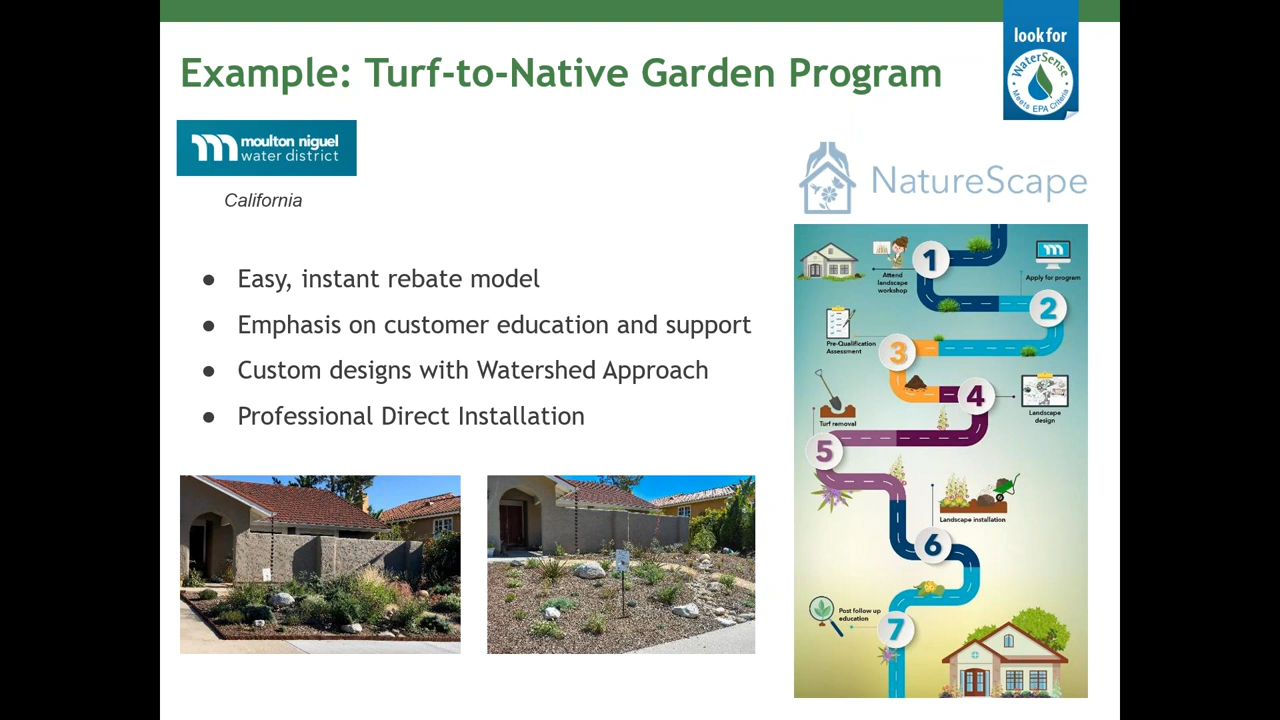 Example: Turf-to-Native Garden Program
look for
WaterSense
Meets EPA Criteria
moulton niguel
water district
California
NatureScape
● Easy, instant rebate model
● Emphasis on customer education and support
● Custom designs with Watershed Approach
● Professional Direct Installation
1
Attend
landscape
workshop
Apply for program
2
Pre-Qualification
Assessment
3
4
Landscape
design
Turf removal
5
Landscape installation
6
Post follow up
education
7